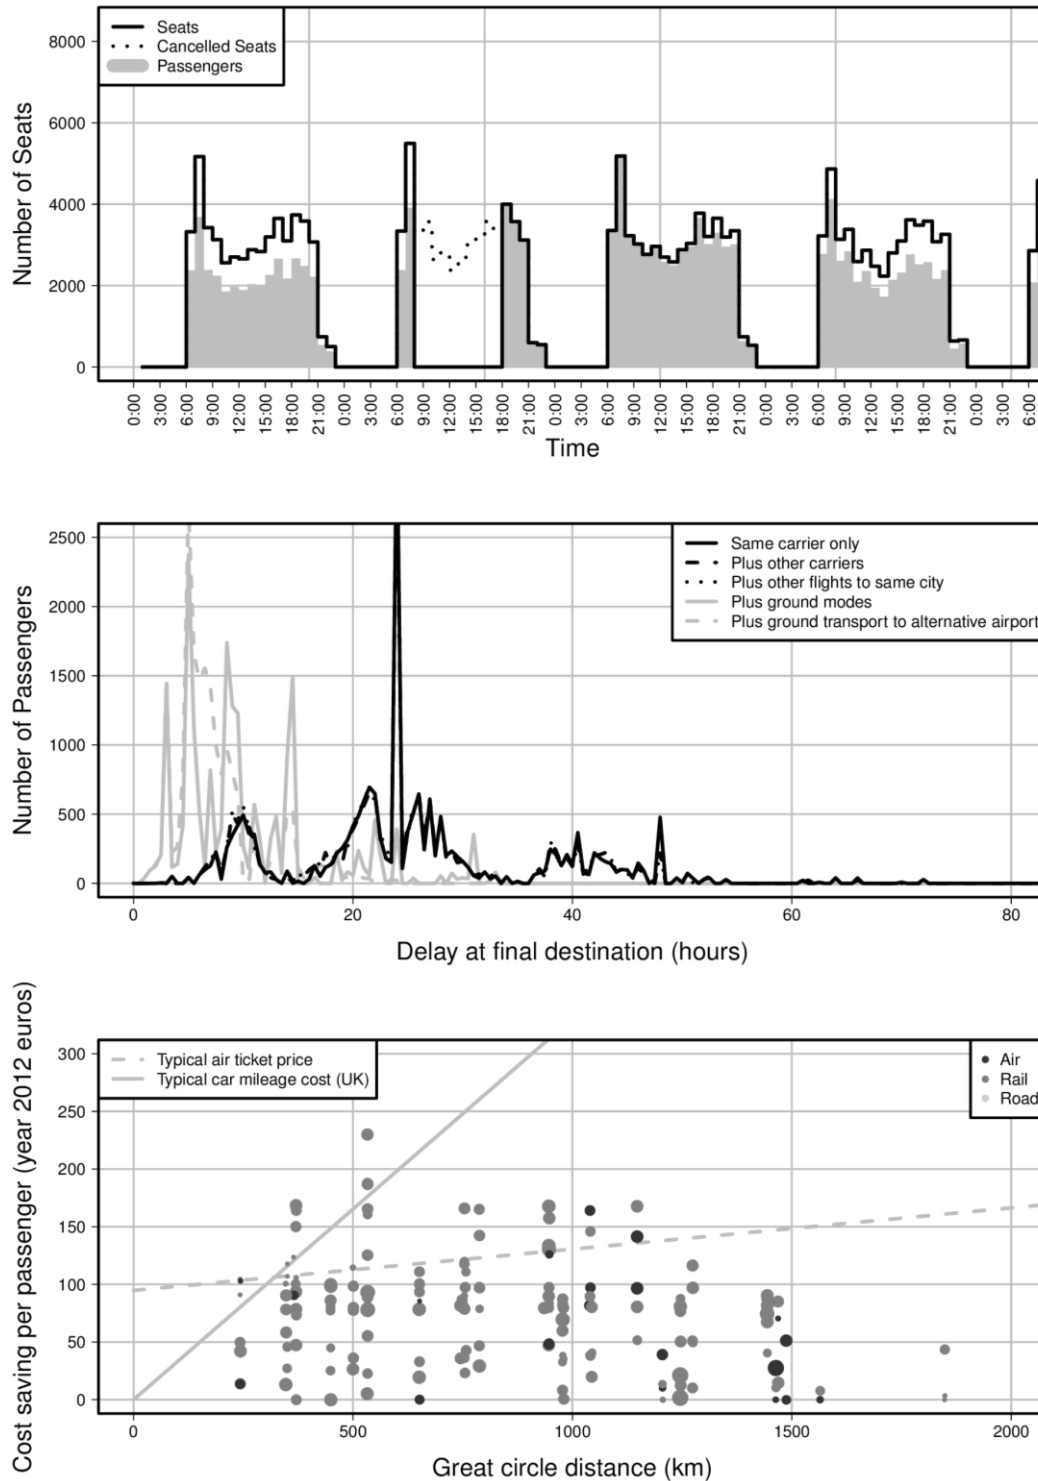 Seats
Cancelled Seats
Passengers
Number of Seats
8000
6000
4000
2000
0
0:00 3:00 6:00 9:00 12:00 15:00 18:00 21:00 0:00 3:00 6:00 9:00 12:00 15:00 18:00 21:00 0:00 3:00 6:00 9:00 12:00 15:00 18:00 21:00 0:00 3:00 6:00 9:00 12:00 15:00 18:00 21:00 0:00 3:00 6:00
Time
Same carrier only
Plus other carriers
Plus other flights to same city
Plus ground modes
Plus ground transport to alternative airport
Number of Passengers
2500
2000
1500
1000
500
0
0 20 40 60 80
Delay at final destination (hours)
Typical air ticket price
Typical car mileage cost (UK)
Air
Rail
Road
Cost saving per passenger (year 2012 euros)
300
250
200
150
100
50
0
0 500 1000 1500 2000
Great circle distance (km)